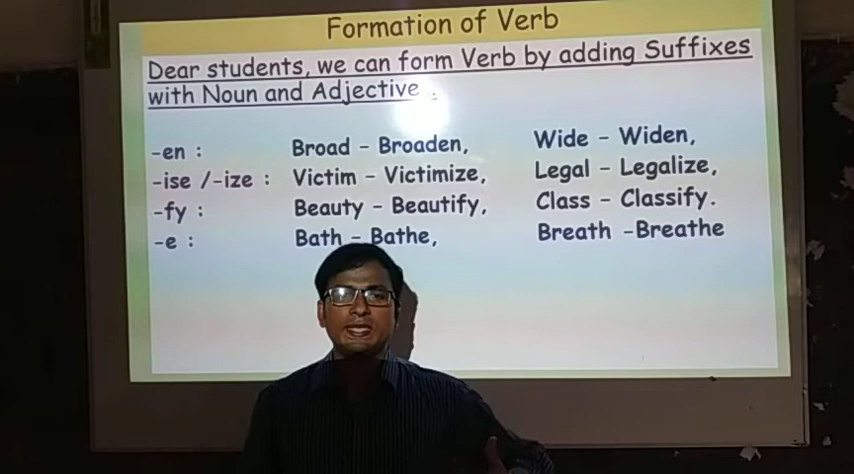 Formation of Verb
Dear students, we can form Verb by adding Suffixes
with Noun and Adjective .
-en : Broad - Broaden, Wide - Widen,
-ise /-ize : Victim - Victimize, Legal - Legalize,
-fy : Beauty - Beautify, Class - Classify.
-e : Bath - Bathe, Breath -Breathe